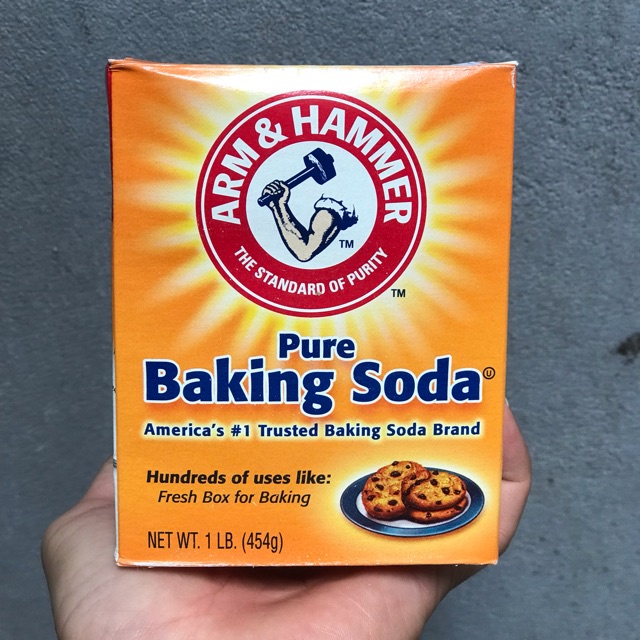 ARM & HAMMER
TM
THE STANDARD OF PURITY
TM
Pure
Baking Soda Ⓤ
America's #1 Trusted Baking Soda Brand
Hundreds of uses like:
Fresh Box for Baking
NET WT. 1 LB. (454g)